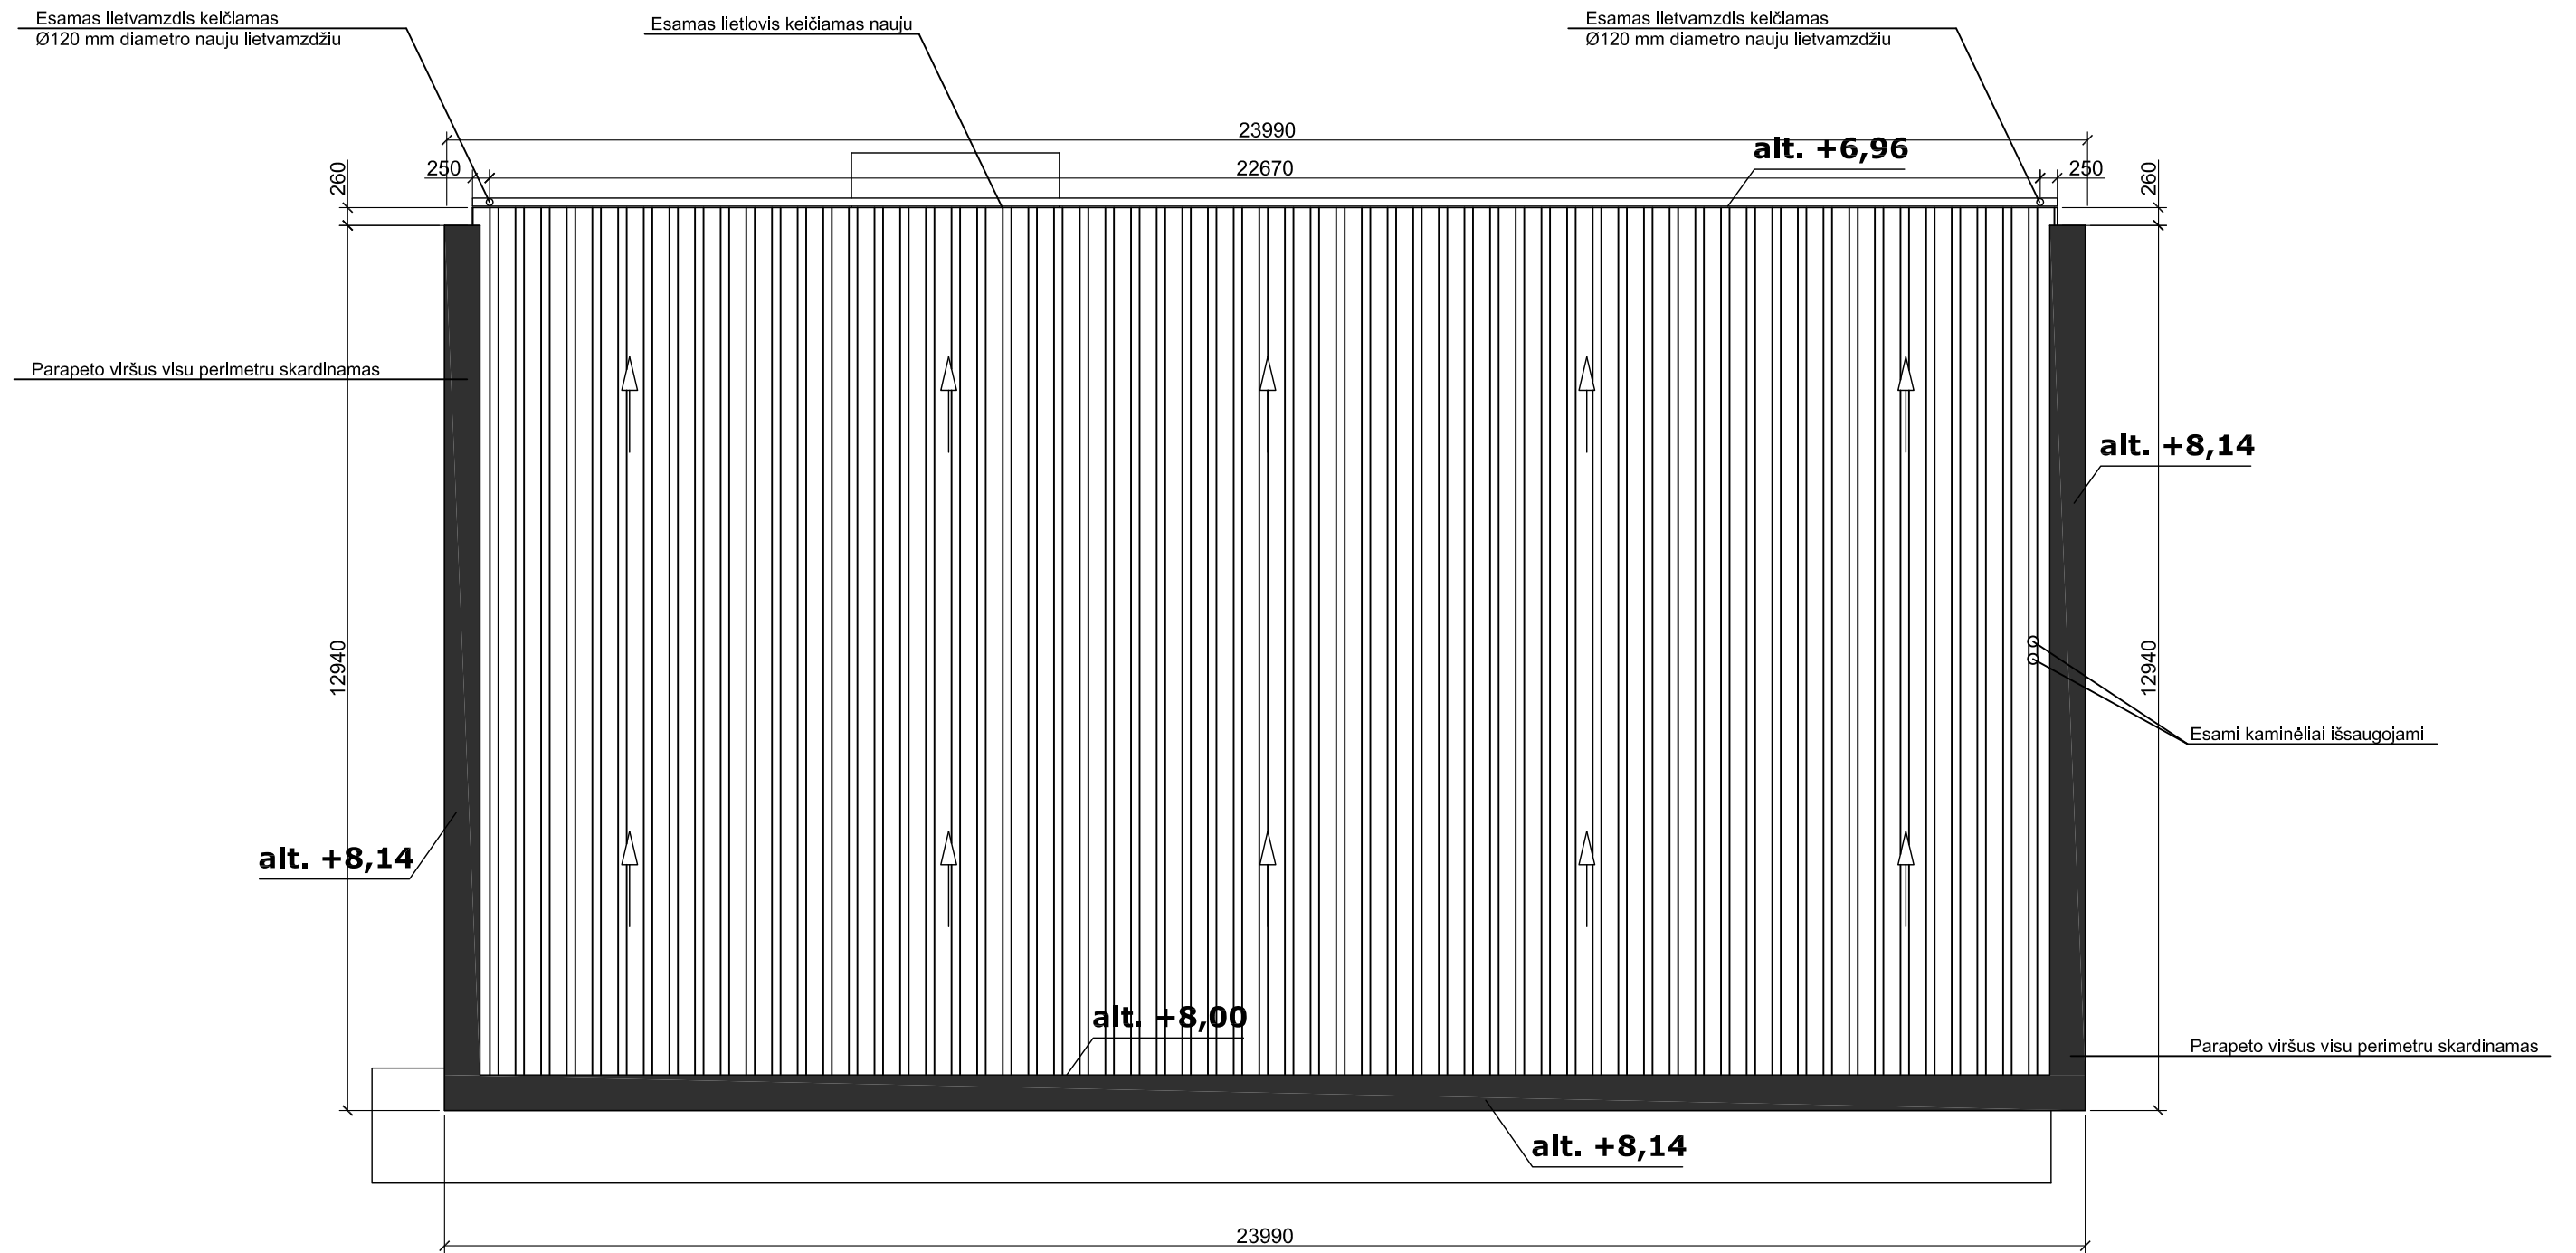 Esamas lietvamzdis keičiamas
Ø120 mm diametro nauju lietvamzdžiu
Esamas lietlovis keičiamas nauju
Esamas lietvamzdis keičiamas
Ø120 mm diametro nauju lietvamzdžiu
23990
alt. +6,96
260
250
22670
250
260
Parapeto viršus visu perimetru skardinamas
alt. +8,14
12940
12940
Esami kaminėliai išsaugojami
alt. +8,14
alt. +8,00
Parapeto viršus visu perimetru skardinamas
alt. +8,14
23990